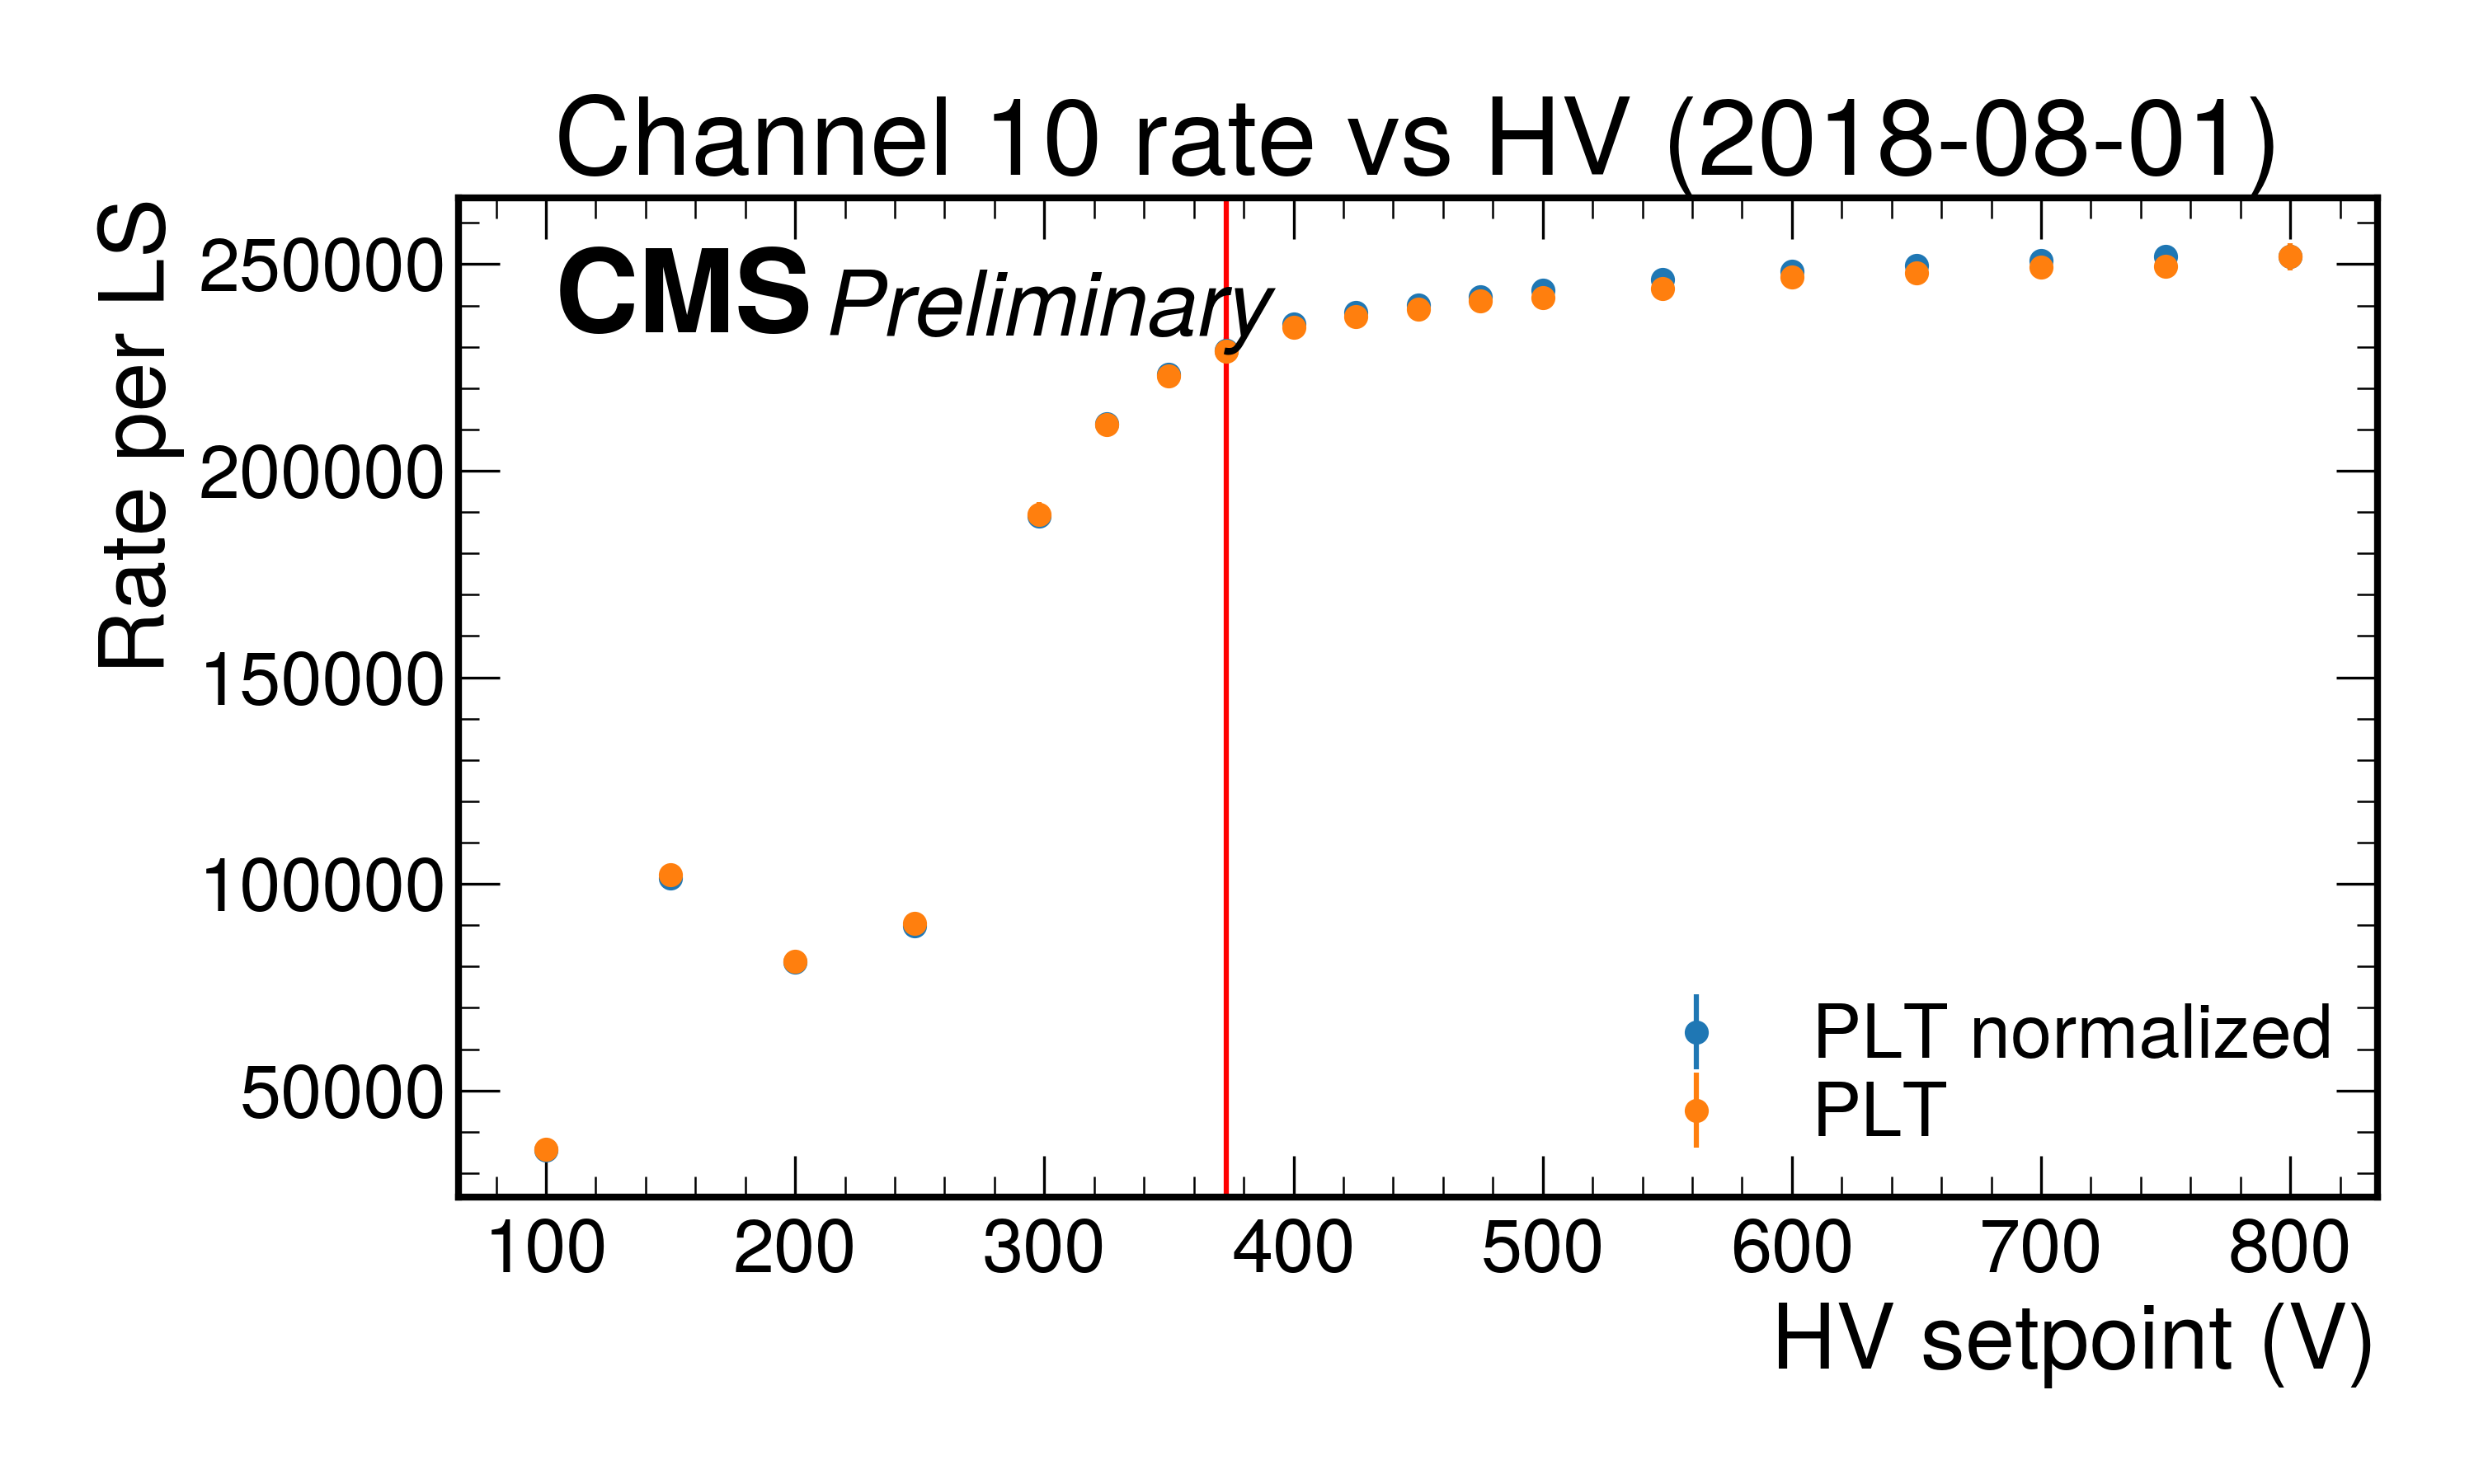 Channel 10 rate vs HV (2018-08-01)
CMS Preliminary
Rate per LS
250000
200000
150000
100000
50000
PLT normalized
PLT
100 200 300 400 500 600 700 800
HV setpoint (V)